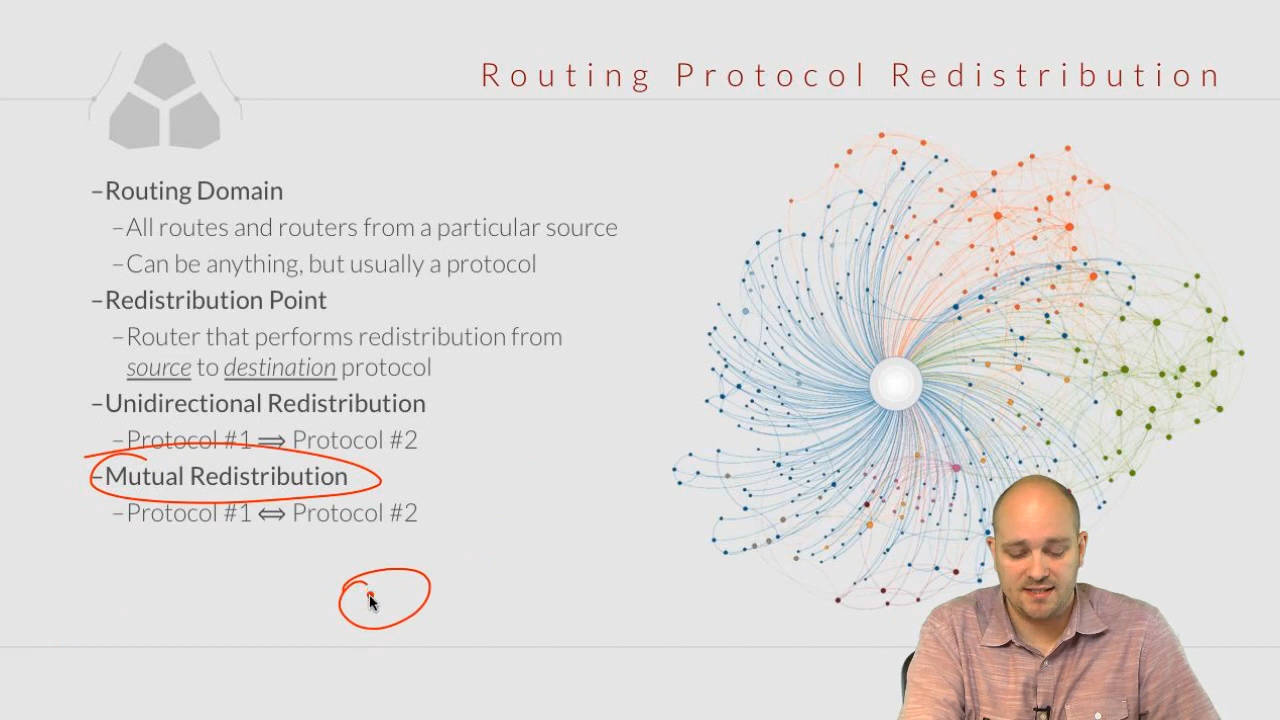 Routing Protocol Redistribution
–Routing Domain
–All routes and routers from a particular source
–Can be anything, but usually a protocol
–Redistribution Point
–Router that performs redistribution from
source to destination protocol
–Unidirectional Redistribution
–Protocol #1 ⟹ Protocol #2
–Mutual Redistribution
–Protocol #1 ⟺ Protocol #2